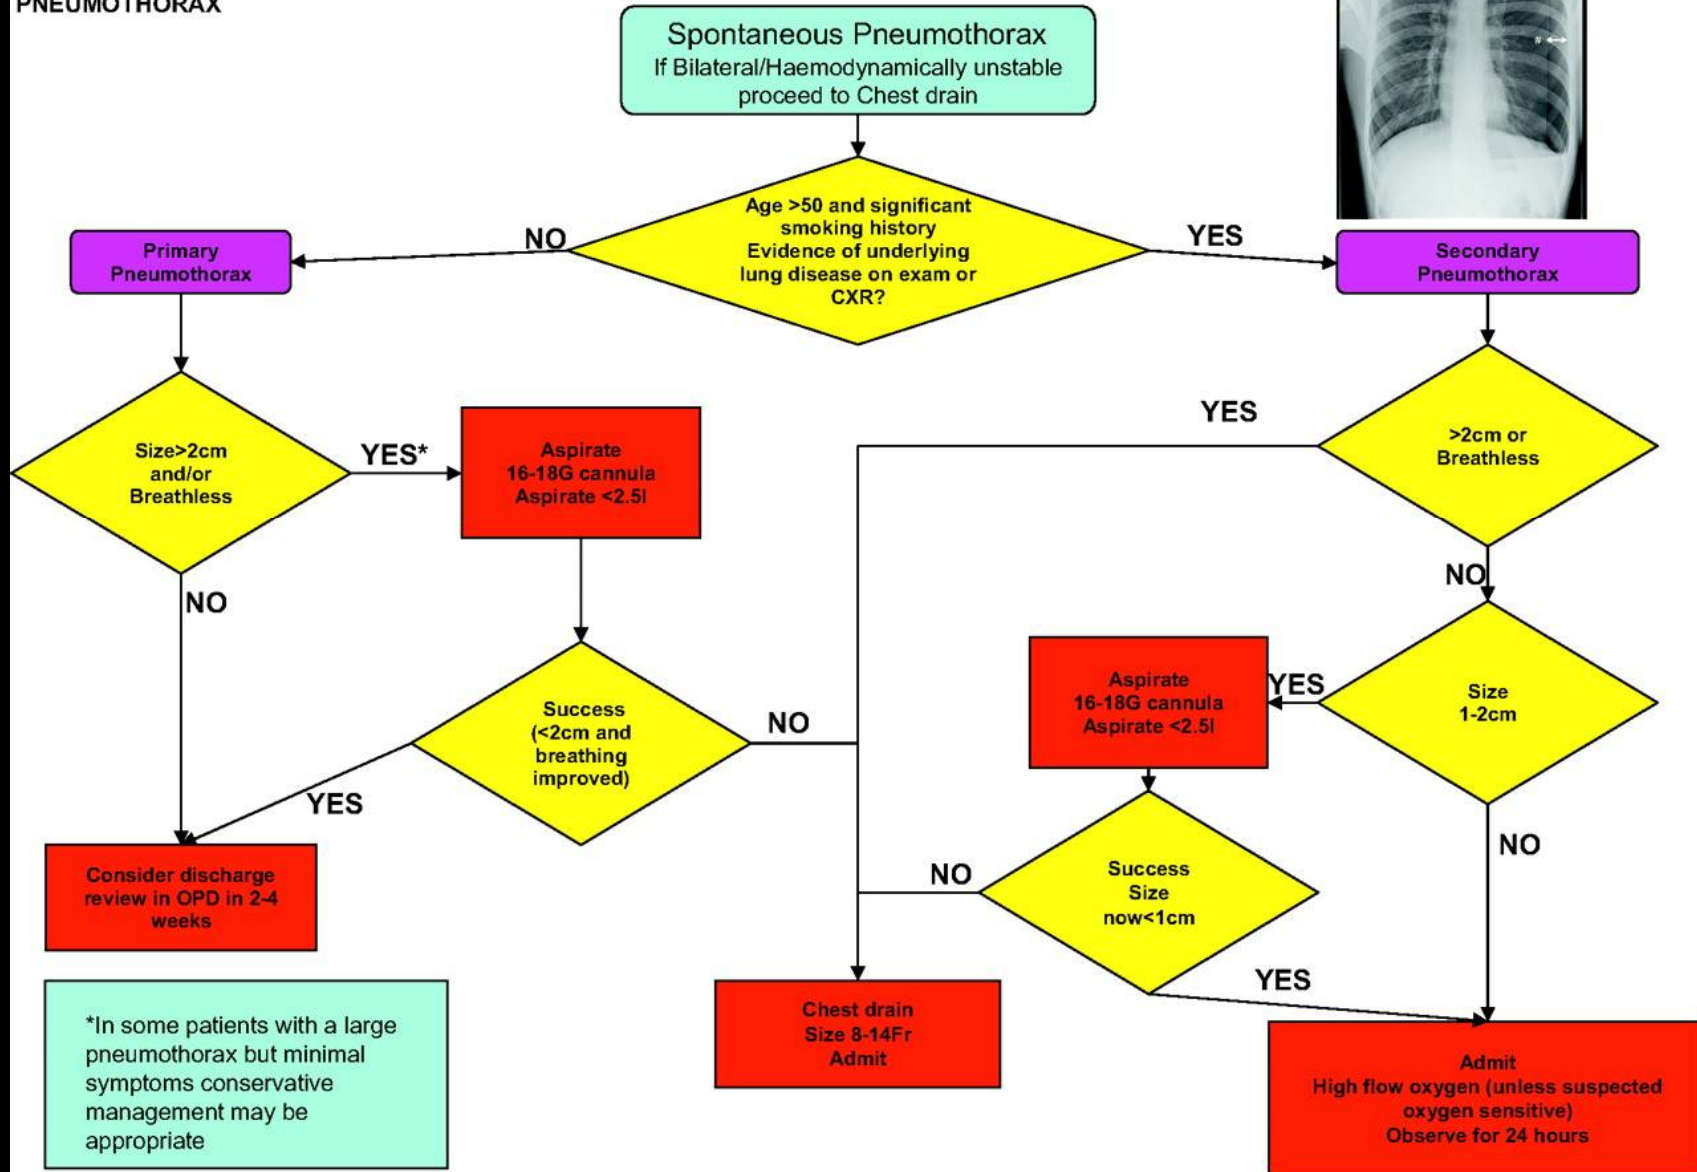 PNEUMOTHORAX
Spontaneous Pneumothorax
If Bilateral/Haemodynamically unstable
proceed to Chest drain
Age >50 and significant
smoking history
Evidence of underlying
lung disease on exam or
CXR?
NO
YES
Primary
Pneumothorax
Secondary
Pneumothorax
Size>2cm
and/or
Breathless
YES*
Aspirate
16-18G cannula
Aspirate <2.5l
YES
>2cm or
Breathless
NO
NO
Success
(<2cm and
breathing
improved)
NO
YES
Aspirate
16-18G cannula
Aspirate <2.5l
YES
Size
1-2cm
Consider discharge
review in OPD in 2-4
weeks
NO
Success
Size
now<1cm
NO
YES
*In some patients with a large
pneumothorax but minimal
symptoms conservative
management may be
appropriate
Chest drain
Size 8-14Fr
Admit
Admit
High flow oxygen (unless suspected
oxygen sensitive)
Observe for 24 hours